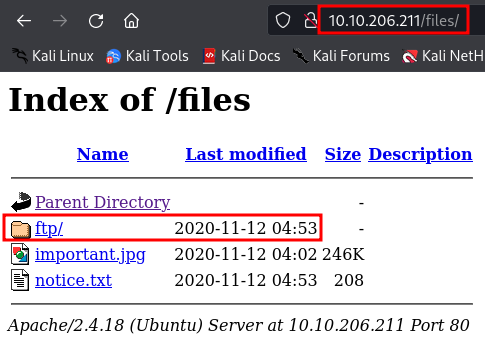 10.10.206.211/files/
Kali Linux Kali Tools Kali Docs Kali Forums Kali NetH
Index of /files
Name Last modified Size Description
Parent Directory -
ftp/ 2020-11-12 04:53 -
important.jpg 2020-11-12 04:02 246K
notice.txt 2020-11-12 04:53 208
Apache/2.4.18 (Ubuntu) Server at 10.10.206.211 Port 80